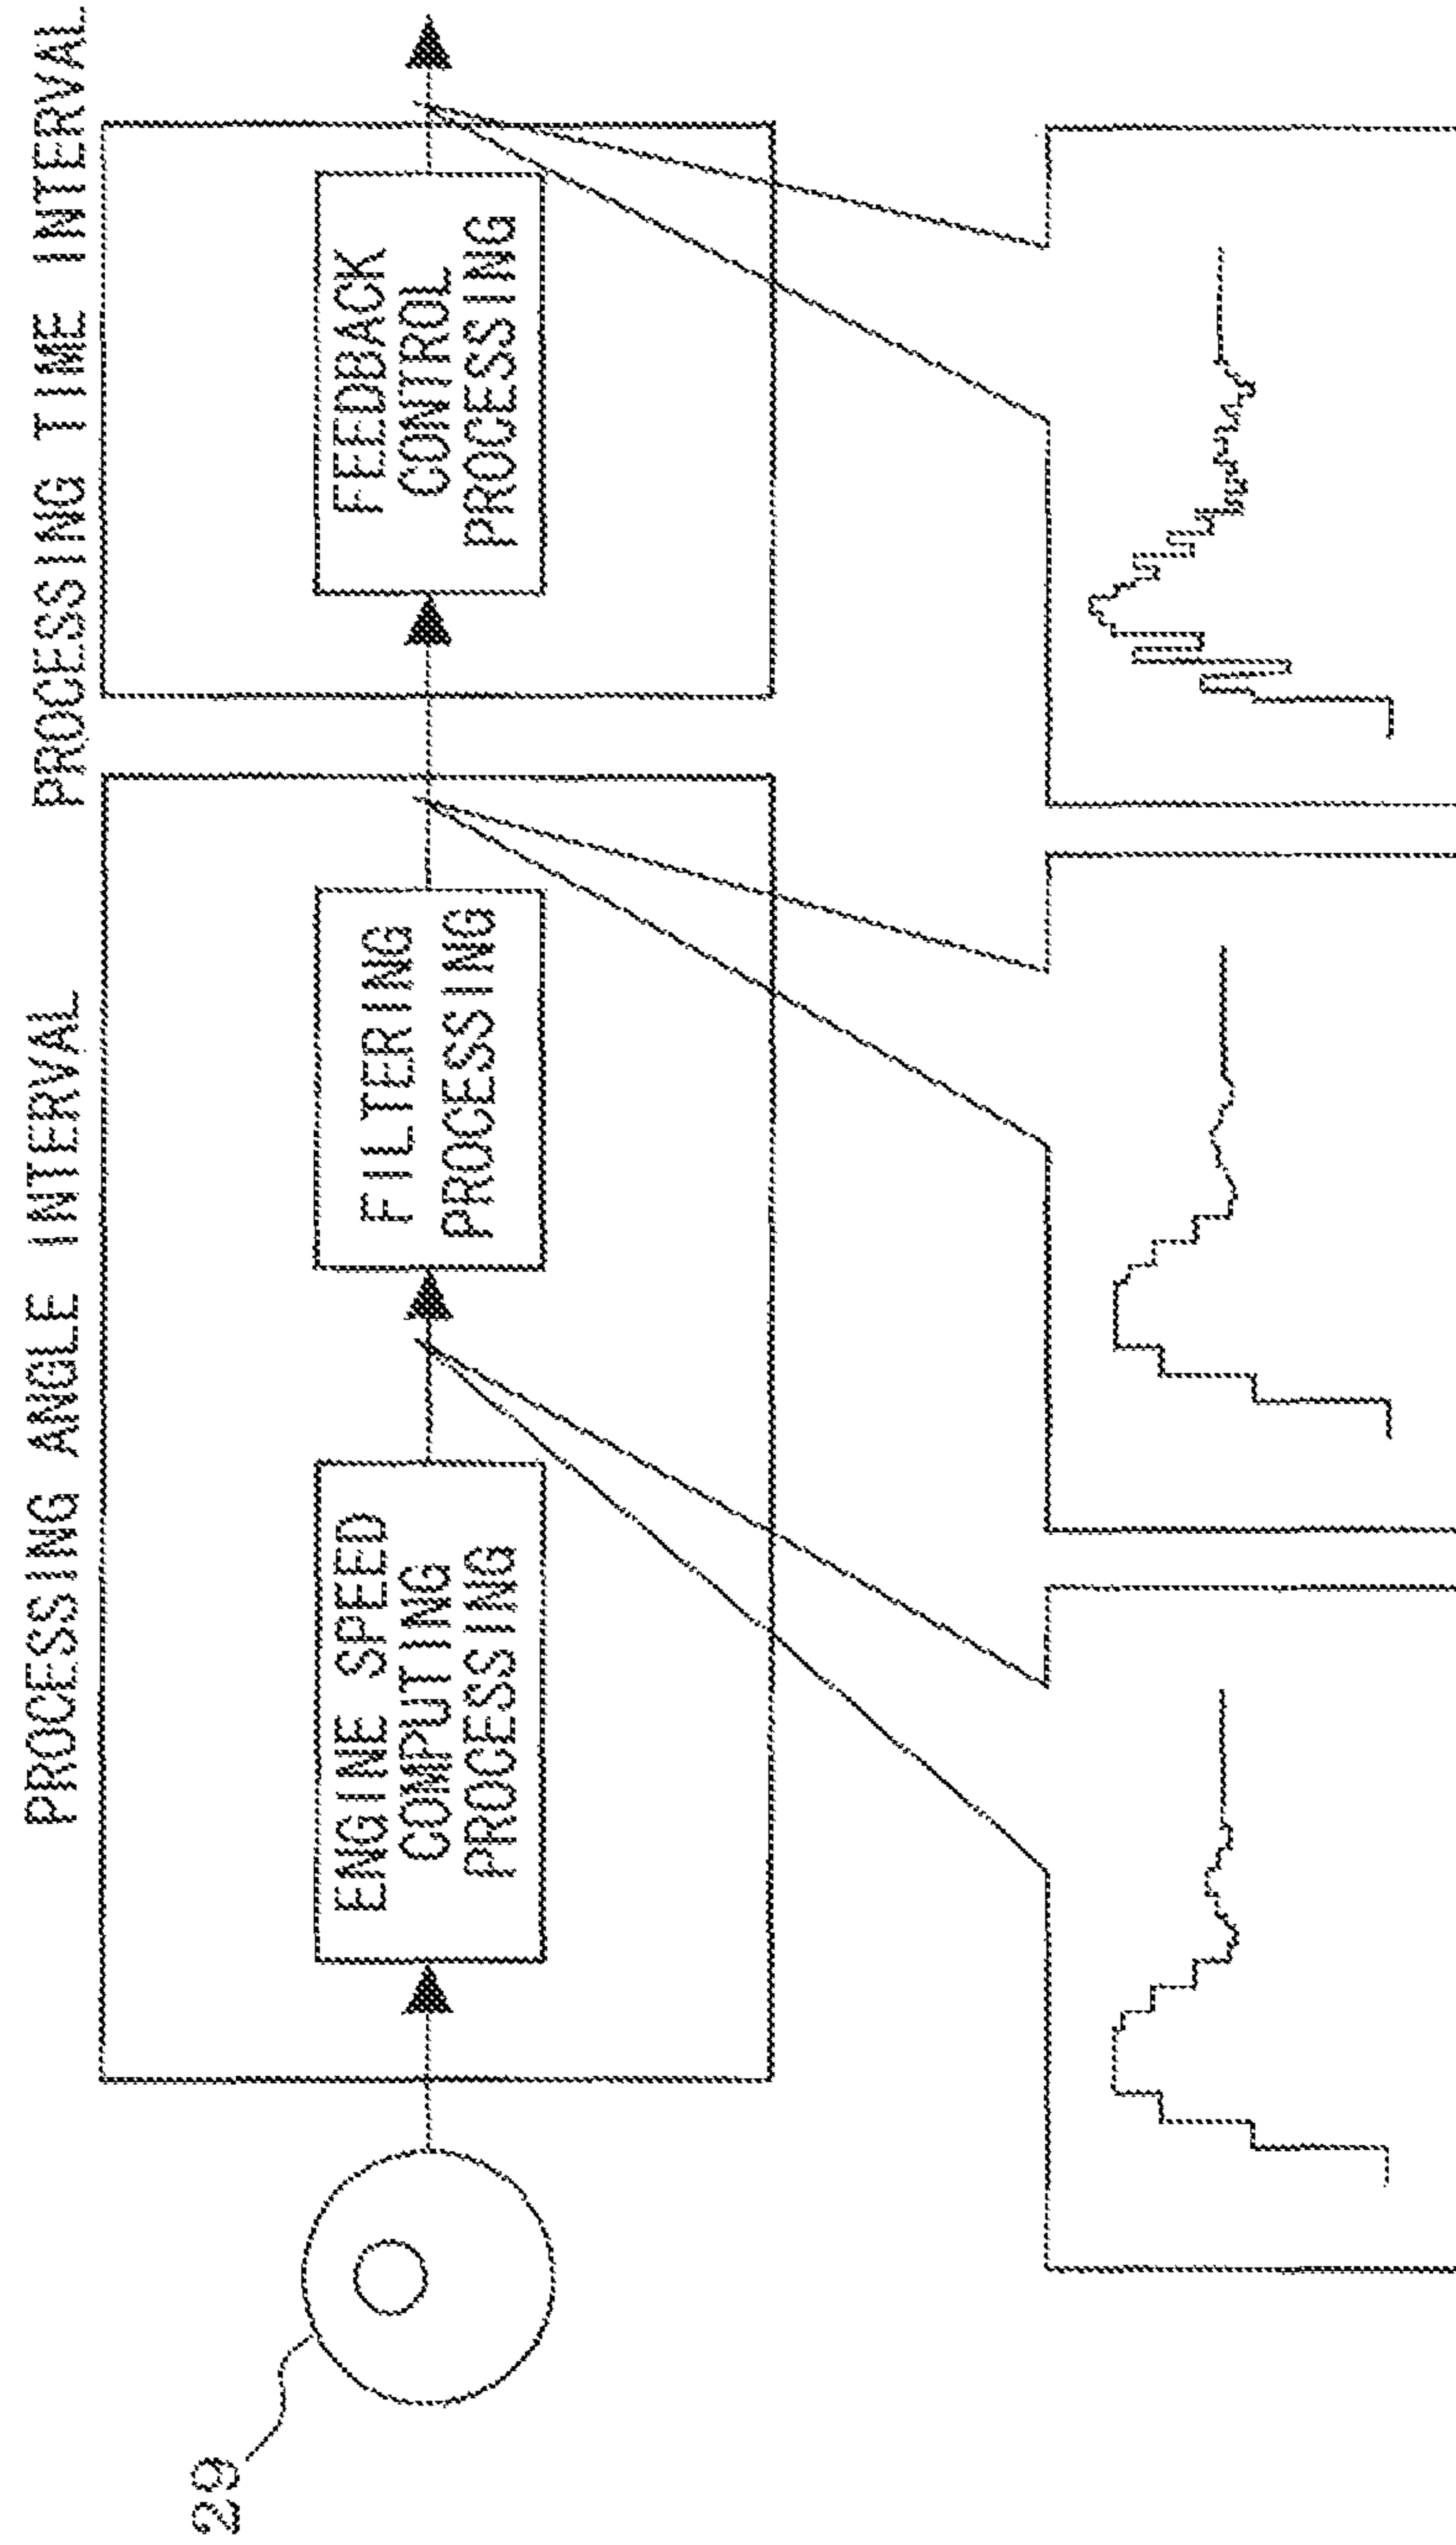 PROCESSING ANGLE INTERVAL
PROCESSING TIME INTERVAL
29
ENGINE SPEED
COMPUTING
PROCESSING
FILTERING
PROCESSING
FEEDBACK
CONTROL
PROCESSING